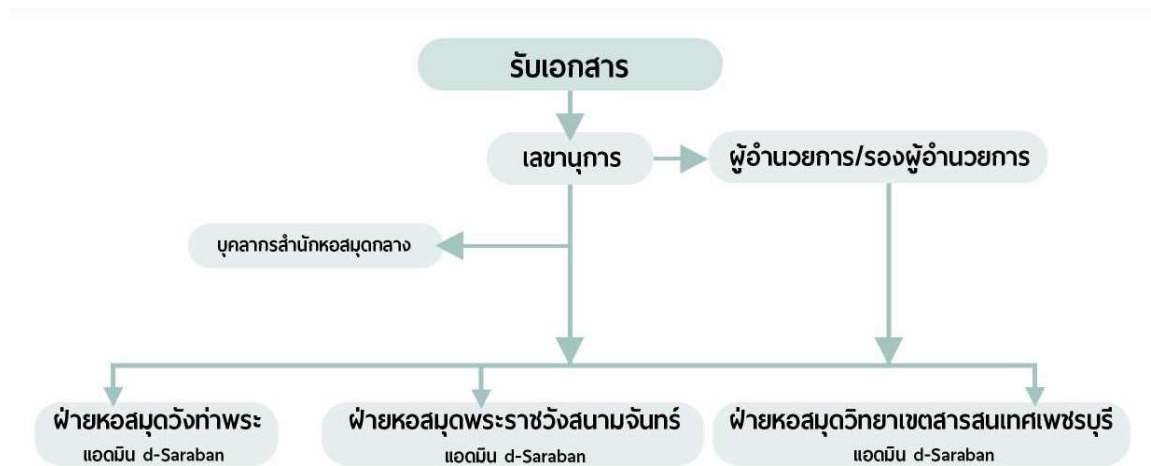 รับเอกสาร
เลขานุการ
ผู้อำนวยการ/รองผู้อำนวยการ
บุคลากรสำนักหอสมุดกลาง
ฝ่ายหอสมุดวังท่าพระ
แอดมิน d-Saraban
ฝ่ายหอสมุดพระราชวังสนามจันทร์
แอดมิน d-Saraban
ฝ่ายหอสมุดวิทยาเขตสารสนเทศเพชรบุรี
แอดมิน d-Saraban